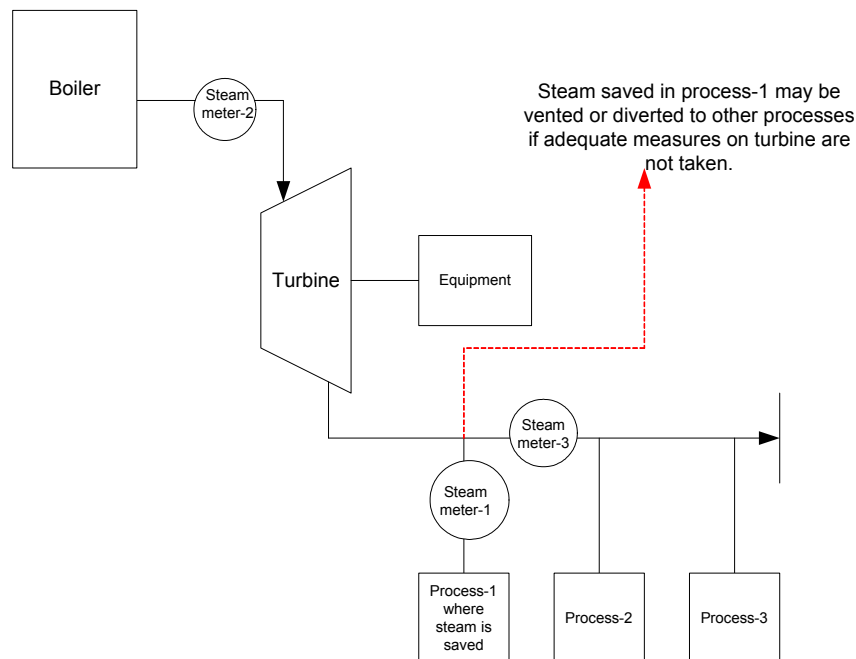 Boiler
Steam
meter-2
Steam saved in process-1 may be
vented or diverted to other processes
if adequate measures on turbine are
not taken.
Turbine
Equipment
Steam
meter-3
Steam
meter-1
Process-1
where
steam is
saved
Process-2
Process-3